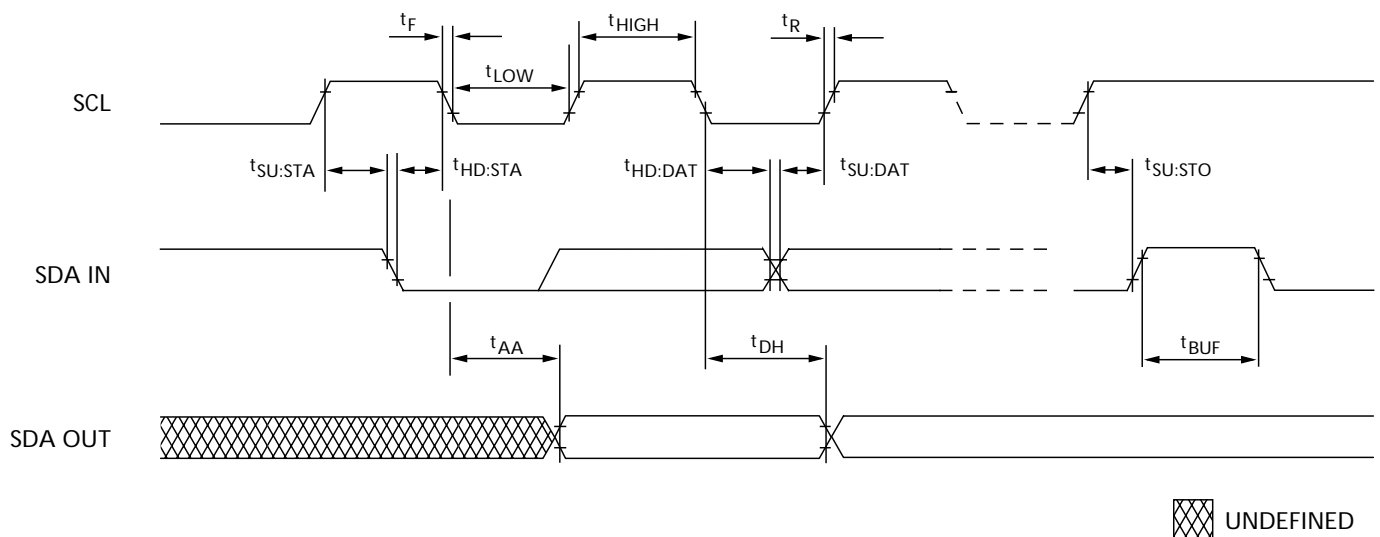 tF
tHIGH
tR
tLOW
SCL
tSU:STA
tHD:STA
tHD:DAT
tSU:DAT
tSU:STO
SDA IN
tAA
tDH
tBUF
SDA OUT
UNDEFINED